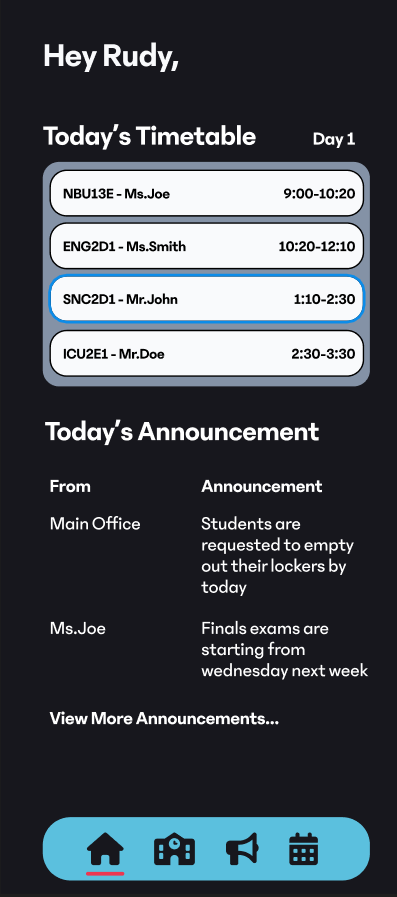 Hey Rudy,
Today's Timetable Day 1
NBU13E - Ms.Joe 9:00-10:20
ENG2D1 - Ms.Smith 10:20-12:10
SNC2D1 - Mr.John 1:10-2:30
ICU2E1 - Mr.Doe 2:30-3:30
Today's Announcement
From Announcement
Main Office Students are
requested to empty
out their lockers by
today
Ms.Joe Finals exams are
starting from
wednesday next week
View More Announcements...